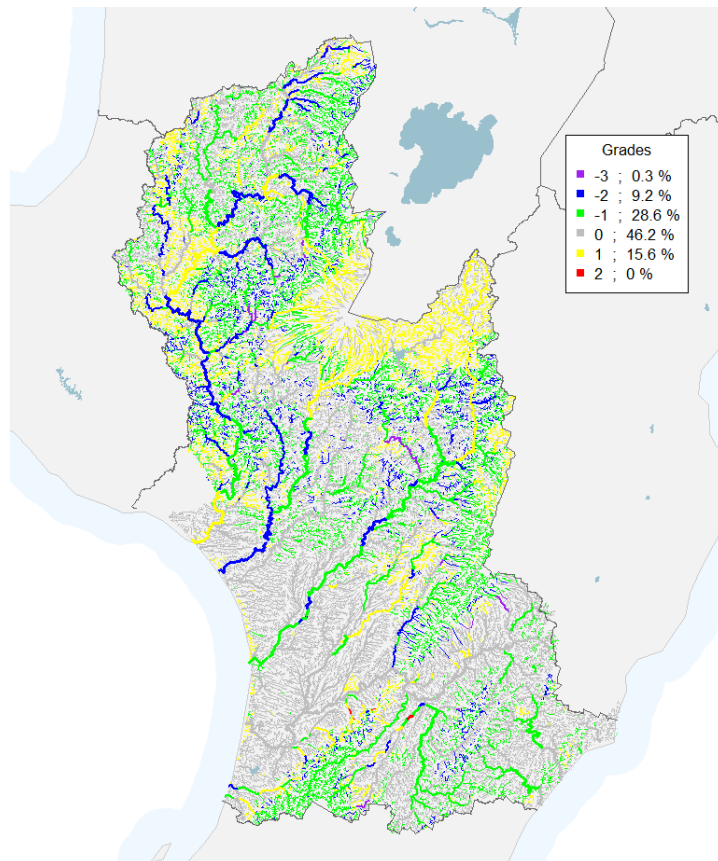 Grades
-3 ; 0.3 %
-2 ; 9.2 %
-1 ; 28.6 %
0 ; 46.2 %
1 ; 15.6 %
2 ; 0 %